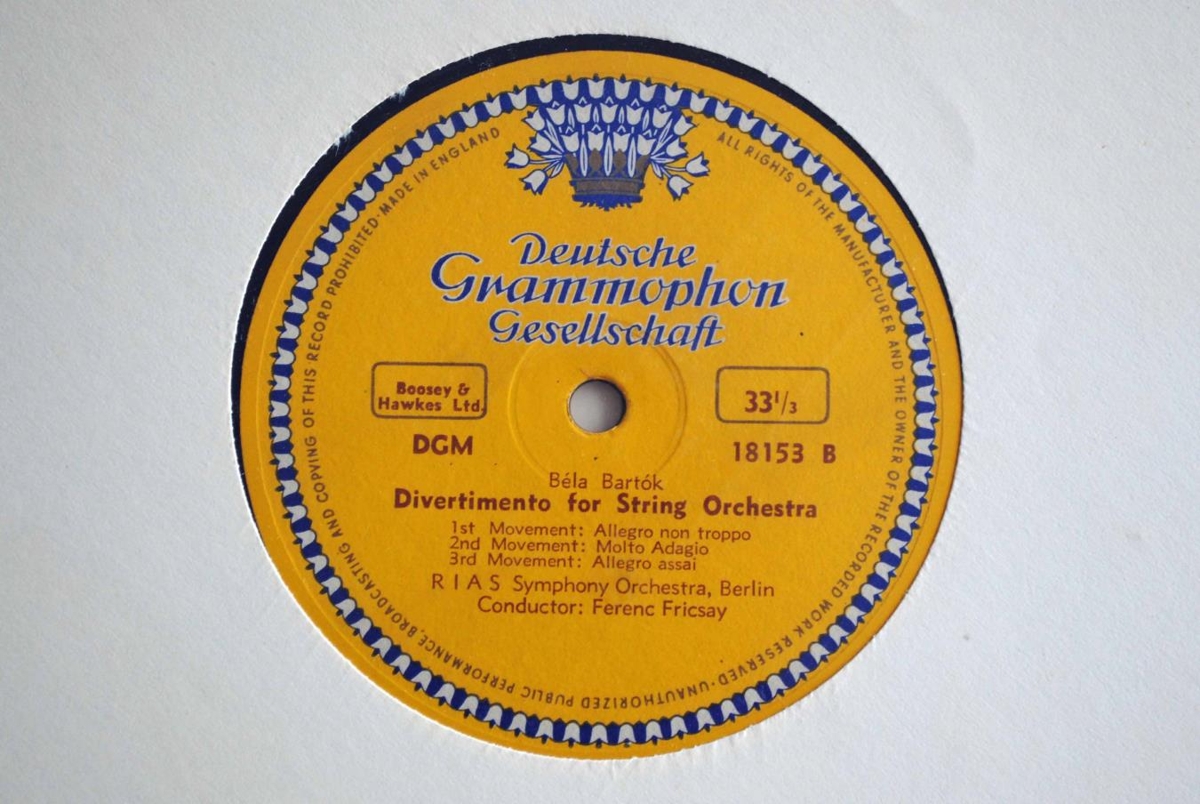 Deutsche
Grammophon
Gesellschaft
Boosey &
Hawkes Ltd.
33 1/3
DGM
18153 B
Béla Bartók
Divertimento for String Orchestra
1st Movement: Allegro non troppo
2nd Movement: Molto Adagio
3rd Movement: Allegro assai
R I A S Symphony Orchestra, Berlin
Conductor: Ferenc Fricsay
ALL RIGHTS OF THE MANUFACTURER AND THE OWNER OF THE RECORDED WORK RESERVED · UNAUTHORIZED PUBLIC PERFORMANCE, BROADCASTING AND COPYING OF THIS RECORD PROHIBITED · MADE IN ENGLAND